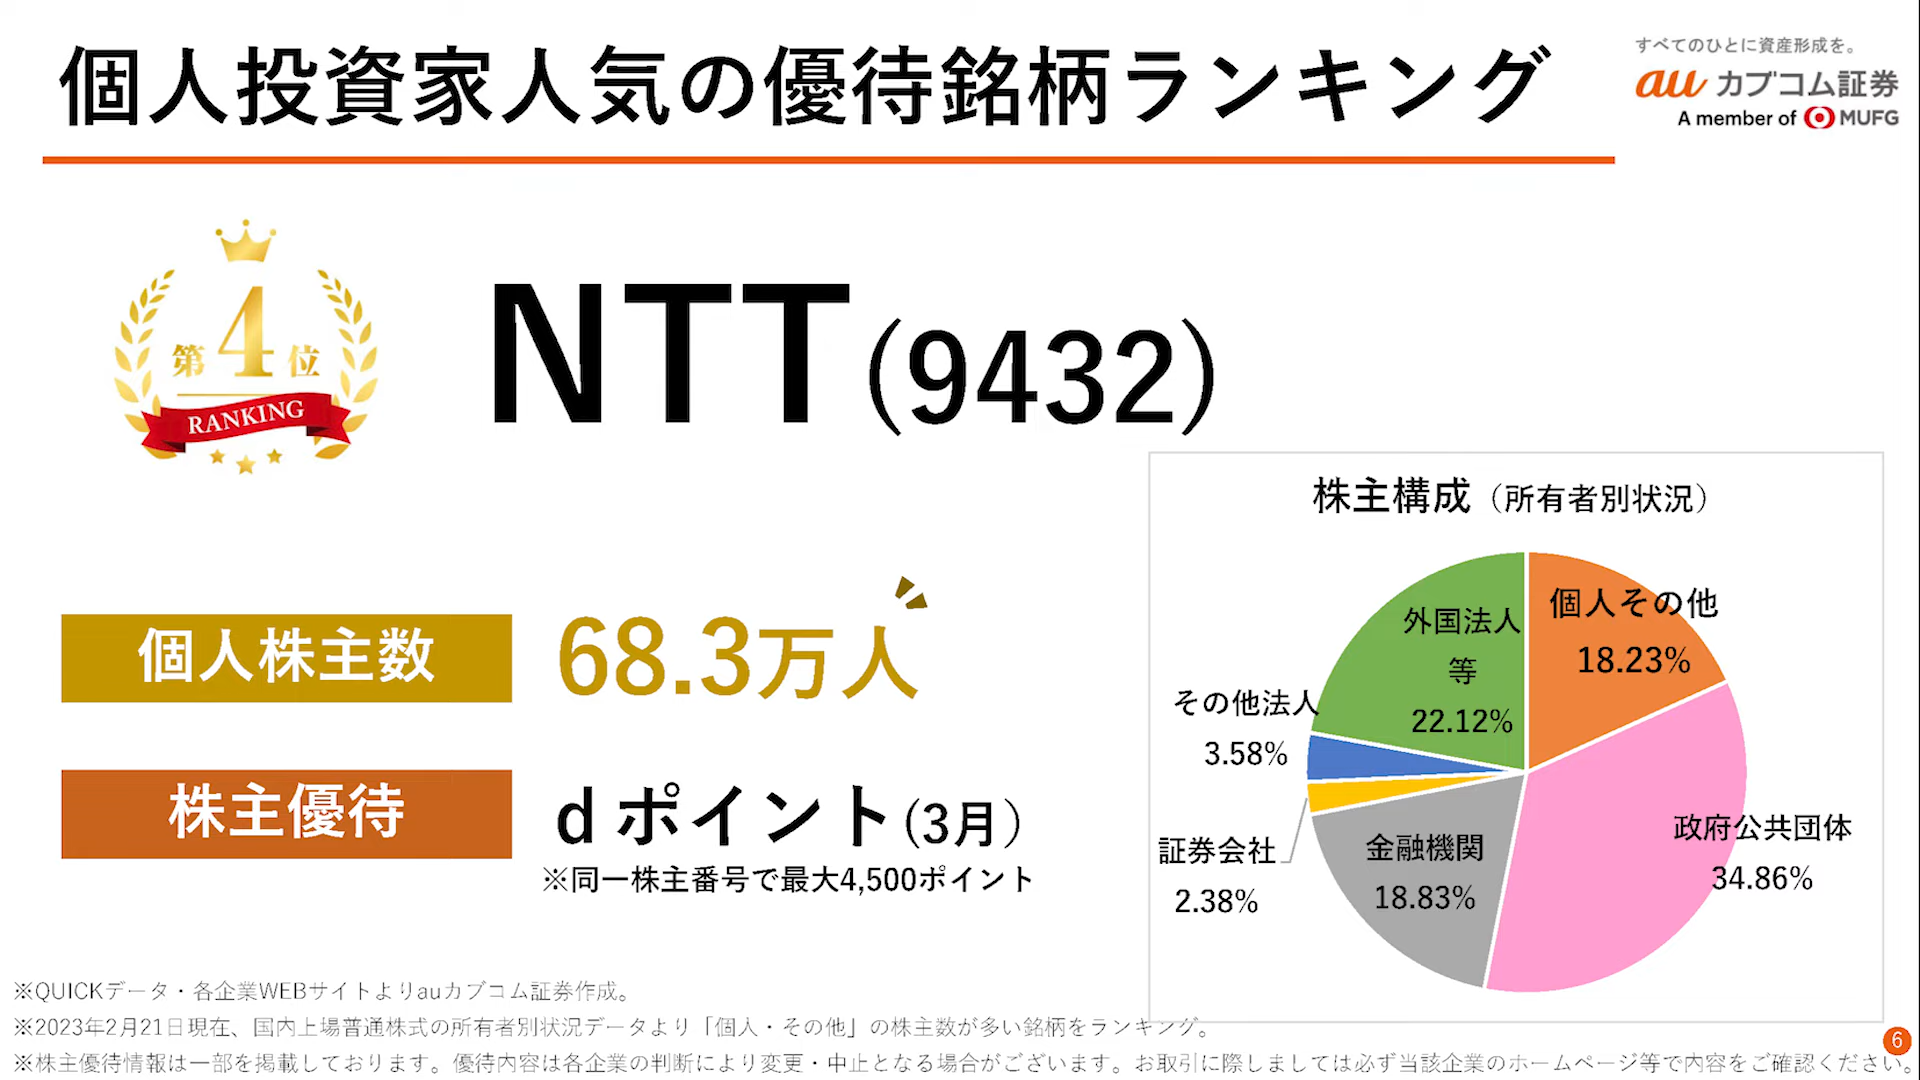 個人投資家人気の優待銘柄ランキング
すべてのひとに資産形成を。
au カブコム証券
A member of MUFG
第4位
RANKING
NTT(9432)
個人株主数
68.3万人
株主優待
dポイント(3月)
※同一株主番号で最大4,500ポイント
株主構成（所有者別状況）
個人その他
18.23%
外国法人
等
22.12%
その他法人
3.58%
証券会社
2.38%
金融機関
18.83%
政府公共団体
34.86%
※QUICKデータ・各企業WEBサイトよりauカブコム証券作成。
※2023年2月21日現在、国内上場普通株式の所有者別状況データより「個人・その他」の株主数が多い銘柄をランキング。
※株主優待情報は一部を掲載しております。優待内容は各企業の判断により変更・中止となる場合がございます。お取引に際しましては必ず当該企業のホームページ等で内容をご確認ください。
6